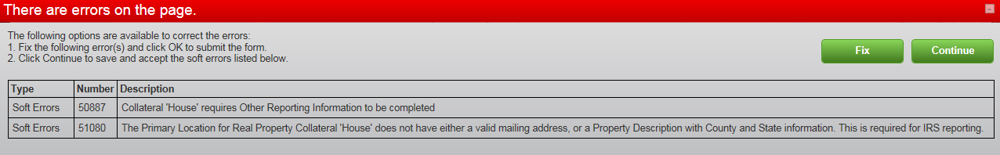 There are errors on the page.
The following options are available to correct the errors:
1. Fix the following error(s) and click OK to submit the form.
2. Click Continue to save and accept the soft errors listed below.
Fix Continue
Type Number Description
Soft Errors 50887 Collateral 'House' requires Other Reporting Information to be completed
Soft Errors 51080 The Primary Location for Real Property Collateral 'House' does not have either a valid mailing address, or a Property Description with County and State information. This is required for IRS reporting.